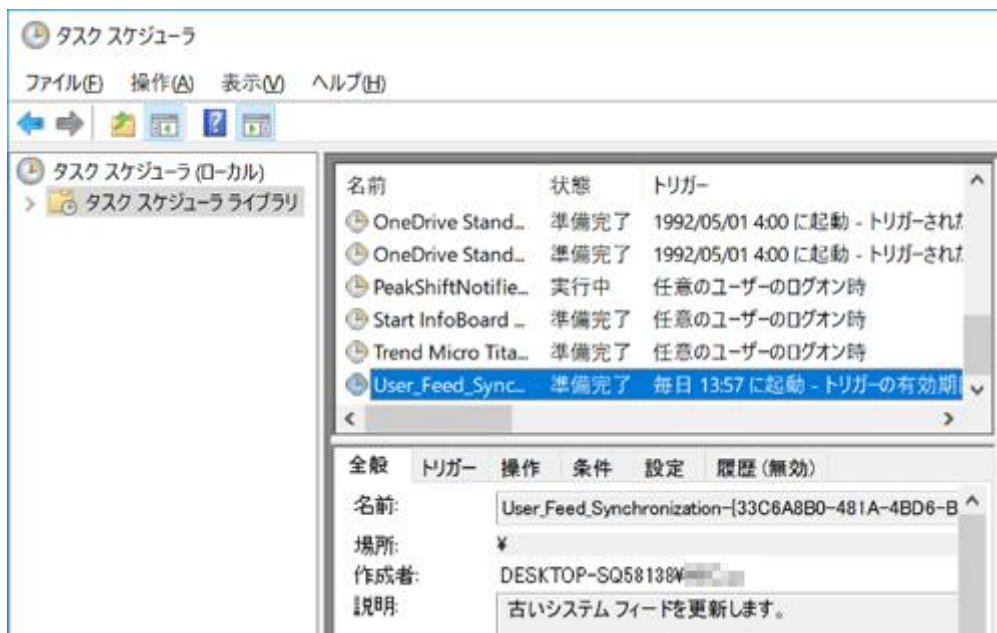 タスク スケジューラ
ファイル(F) 操作(A) 表示(V) ヘルプ(H)
タスク スケジューラ (ローカル)
タスク スケジューラ ライブラリ
名前 状態 トリガー
OneDrive Stand... 準備完了 1992/05/01 4:00 に起動 - トリガーされた
OneDrive Stand... 準備完了 1992/05/01 4:00 に起動 - トリガーされた
PeakShiftNotifie... 実行中 任意のユーザーのログオン時
Start InfoBoard ... 準備完了 任意のユーザーのログオン時
Trend Micro Tita... 準備完了 任意のユーザーのログオン時
User_Feed_Sync... 準備完了 毎日 13:57 に起動 - トリガーの有効期
全般 トリガー 操作 条件 設定 履歴 (無効)
名前: User_Feed_Synchronization-{33C6A8B0-481A-4BD6-B
場所: ¥
作成者: DESKTOP-SQ58138¥
説明: 古いシステム フィードを更新します。